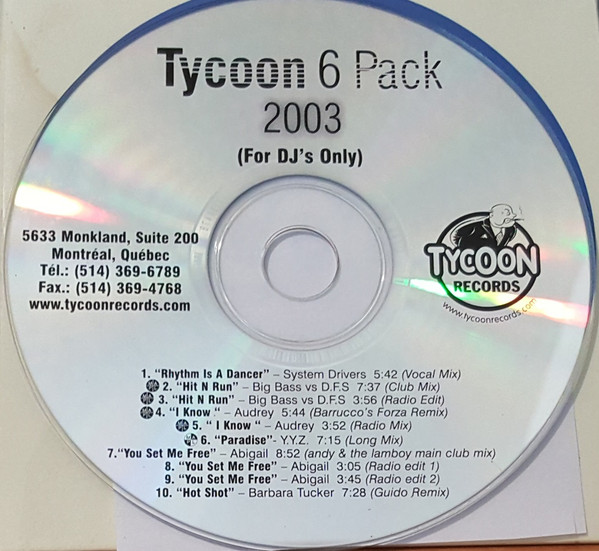 Tycoon 6 Pack
2003
(For DJ's Only)
5633 Monkland, Suite 200
Montréal, Québec
Tél.: (514) 369-6789
Fax.: (514) 369-4768
www.tycoonrecords.com
TYCOON
RECORDS
www.tycoonrecords.com
1. "Rhythm Is A Dancer" – System Drivers 5:42 (Vocal Mix)
2. "Hit N Run" – Big Bass vs D.F.S 7:37 (Club Mix)
3. "Hit N Run" – Big Bass vs D.F.S 3:56 (Radio Edit)
4. "I Know " – Audrey 5:44 (Barrucco's Forza Remix)
5. " I Know " – Audrey 3:52 (Radio Mix)
6. "Paradise"- Y.Y.Z. 7:15 (Long Mix)
7."You Set Me Free" – Abigail 8:52 (andy & the lamboy main club mix)
8. "You Set Me Free" – Abigail 3:05 (Radio edit 1)
9. "You Set Me Free" – Abigail 3:45 (Radio edit 2)
10. "Hot Shot" – Barbara Tucker 7:28 (Guido Remix)